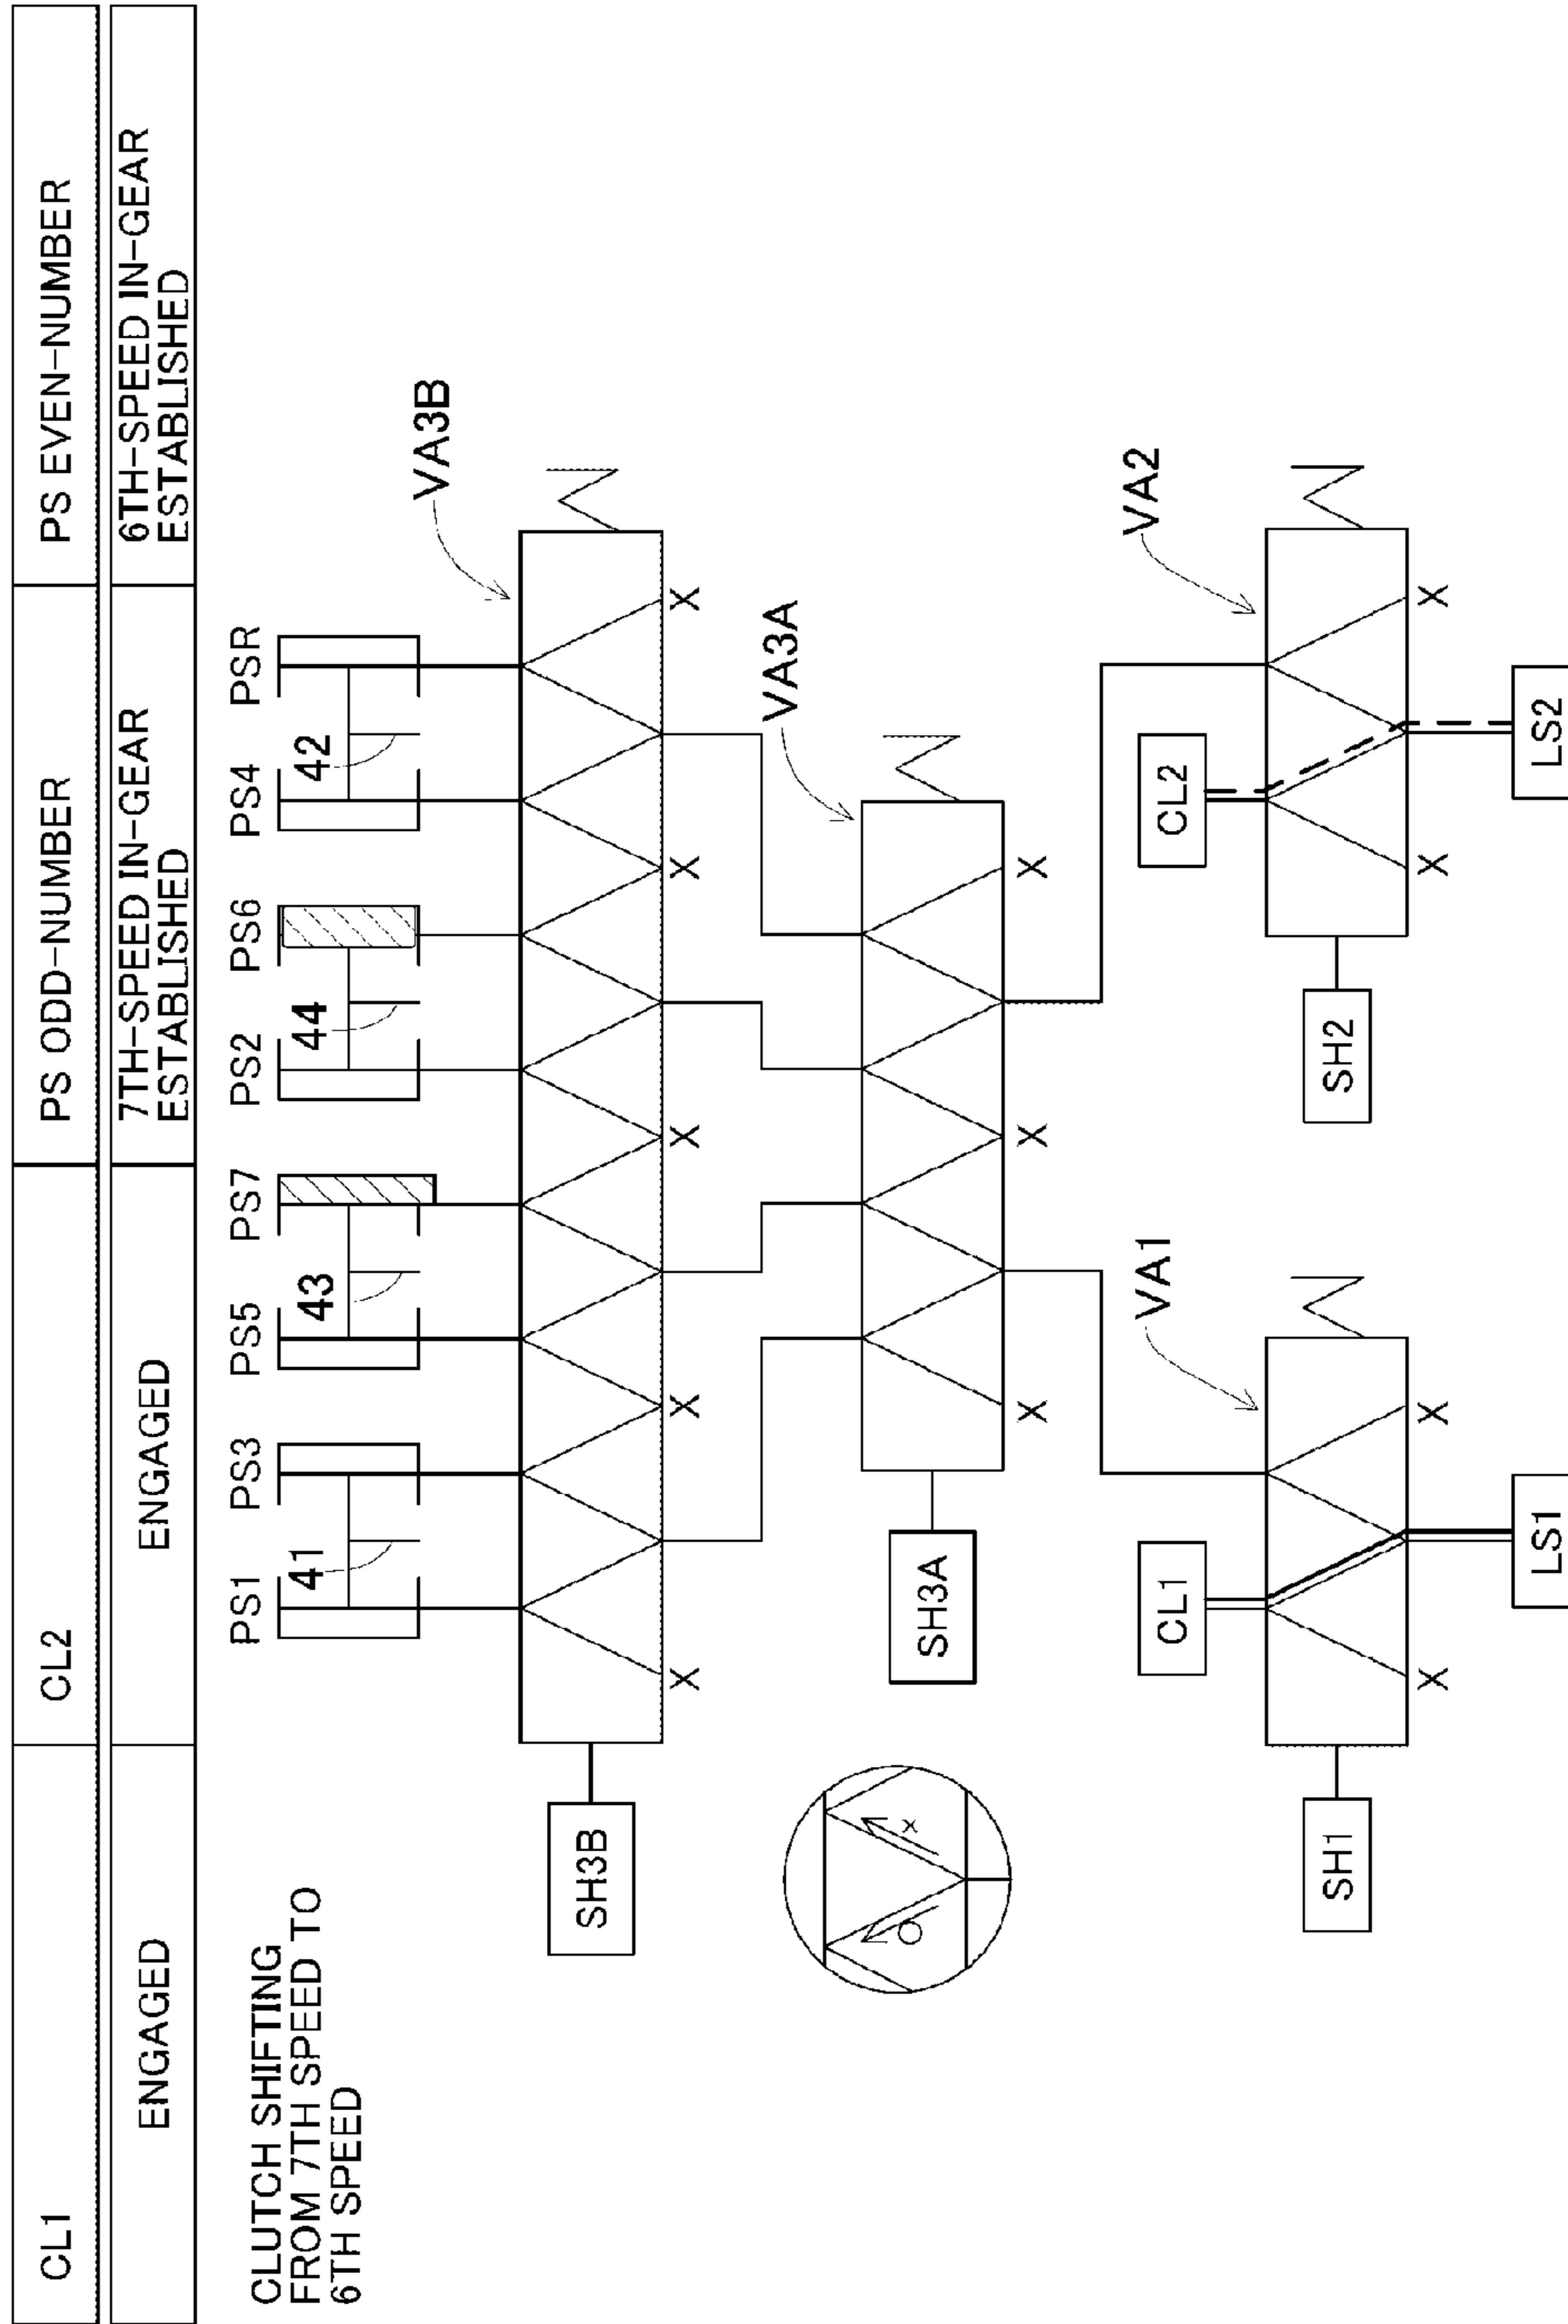 CL1
CL2
PS ODD-NUMBER
PS EVEN-NUMBER
ENGAGED
ENGAGED
7TH-SPEED IN-GEAR
ESTABLISHED
6TH-SPEED IN-GEAR
ESTABLISHED
CLUTCH SHIFTING
FROM 7TH SPEED TO
6TH SPEED
PS1
PS3
PS5
PS7
PS2
PS6
PS4
PSR
41
43
44
42
VA3B
SH3B
X
X
X
X
X
VA3A
O
x
SH3A
X
X
X
VA1
VA2
CL1
CL2
SH1
SH2
X
X
X
X
LS1
LS2